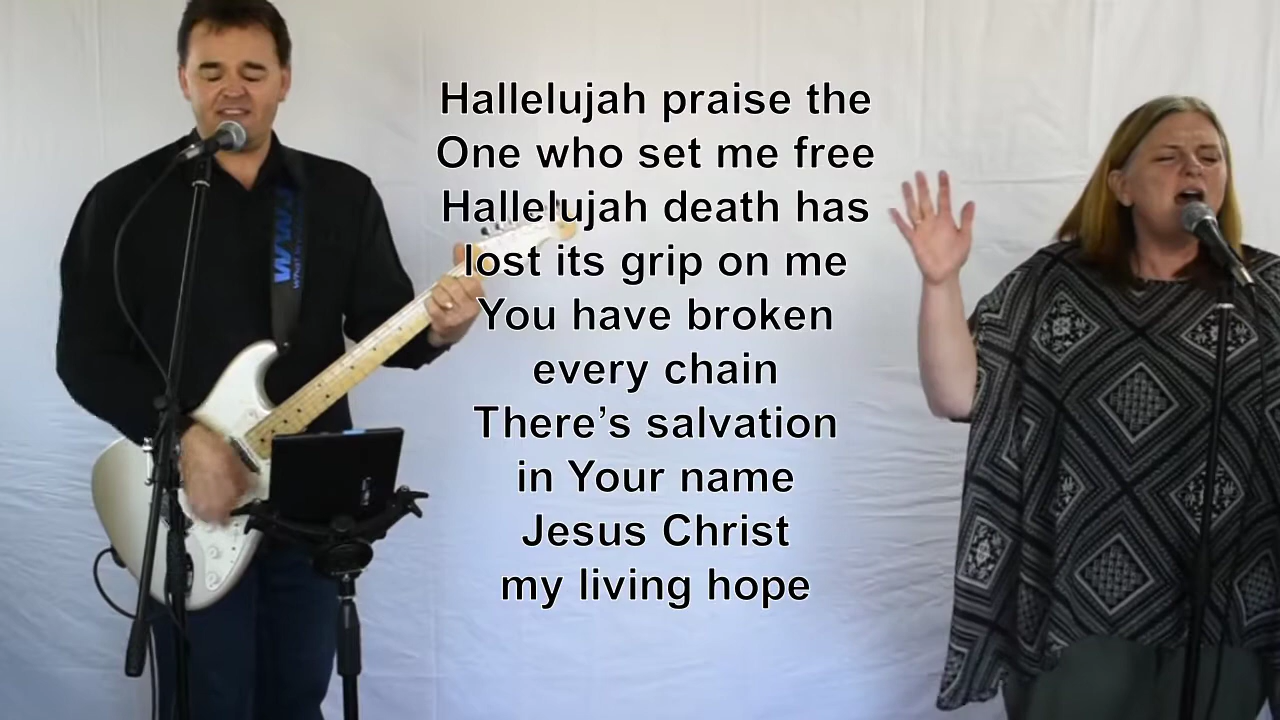 Hallelujah praise the
One who set me free
Hallelujah death has
lost its grip on me
You have broken
every chain
There's salvation
in Your name
Jesus Christ
my living hope